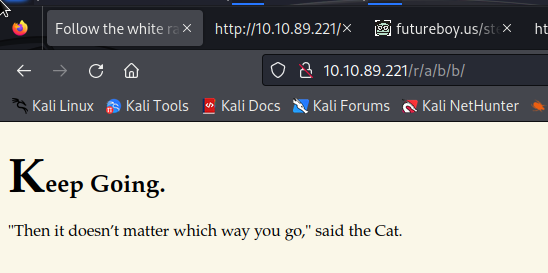 Follow the white ra
http://10.10.89.221/
futureboy.us/ste
ht
10.10.89.221/r/a/b/b/
Kali Linux
Kali Tools
Kali Docs
Kali Forums
Kali NetHunter
Keep Going.
"Then it doesn’t matter which way you go," said the Cat.